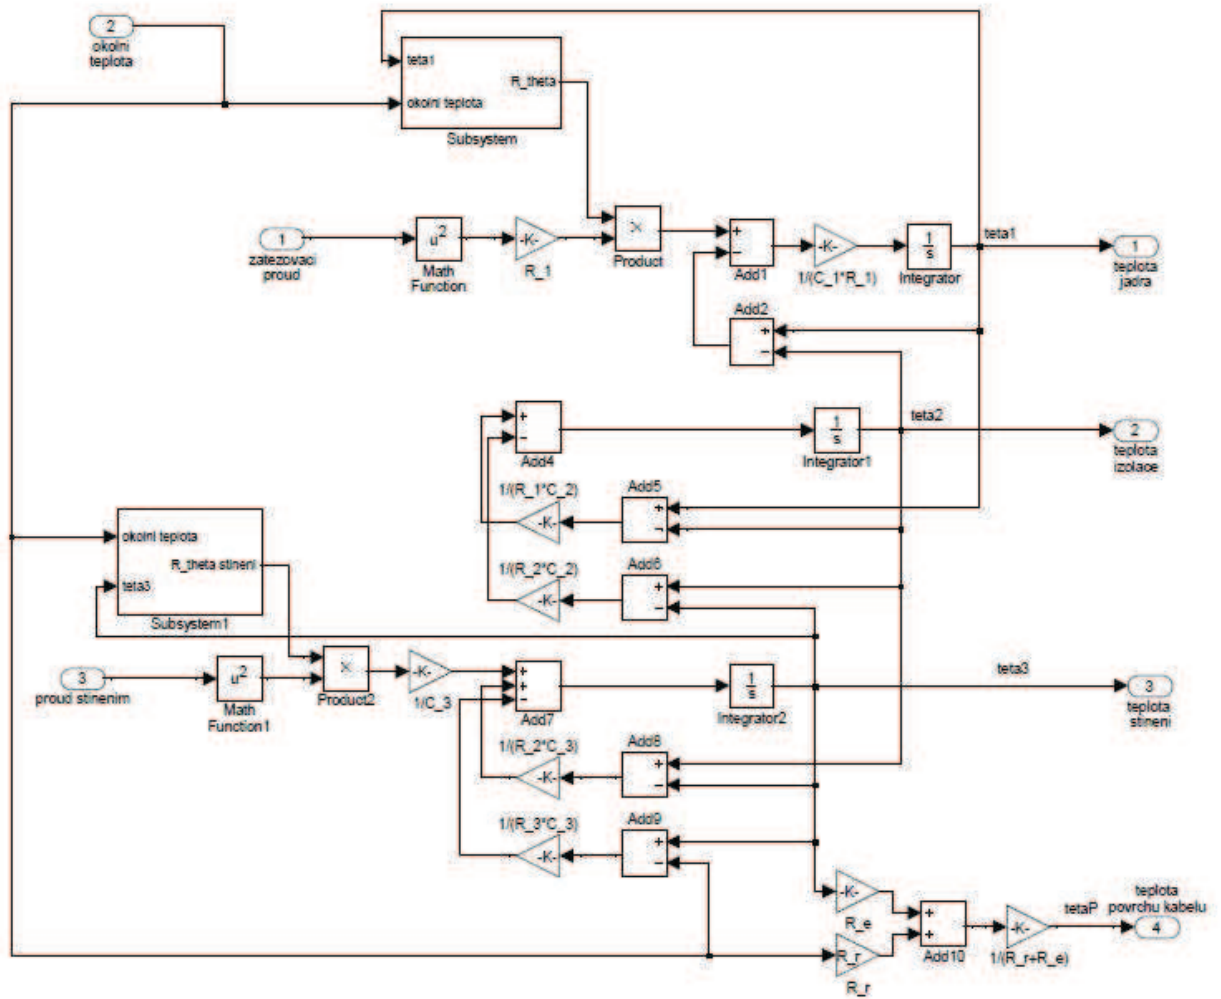 2
okolni
teplota
teta1
R_theta
okolni teplota
Subsystem
1
zatezovaci
proud
u2
Math
Function
-K-
R_1
×
Product
+
−
Add1
-K-
1/(C_1*R_1)
1
s
Integrator
teta1
1
teplota
jadra
Add2
+
−
+
−
Add4
1
s
Integrator1
teta2
2
teplota
izolace
1/(R_1*C_2)
-K-
Add5
+
−
1/(R_2*C_2)
-K-
Add6
+
−
okolni teplota
R_theta stineni
teta3
Subsystem1
3
proud stinenim
u2
Math
Function1
×
Product2
-K-
1/C_3
+
+
−
Add7
1
s
Integrator2
teta3
3
teplota
stineni
1/(R_2*C_3)
-K-
Add8
+
−
1/(R_3*C_3)
-K-
Add9
+
−
-K-
R_e
R_r
R_r
+
+
Add10
-K-
1/(R_r+R_e)
tetaP
teplota
povrchu kabelu
4